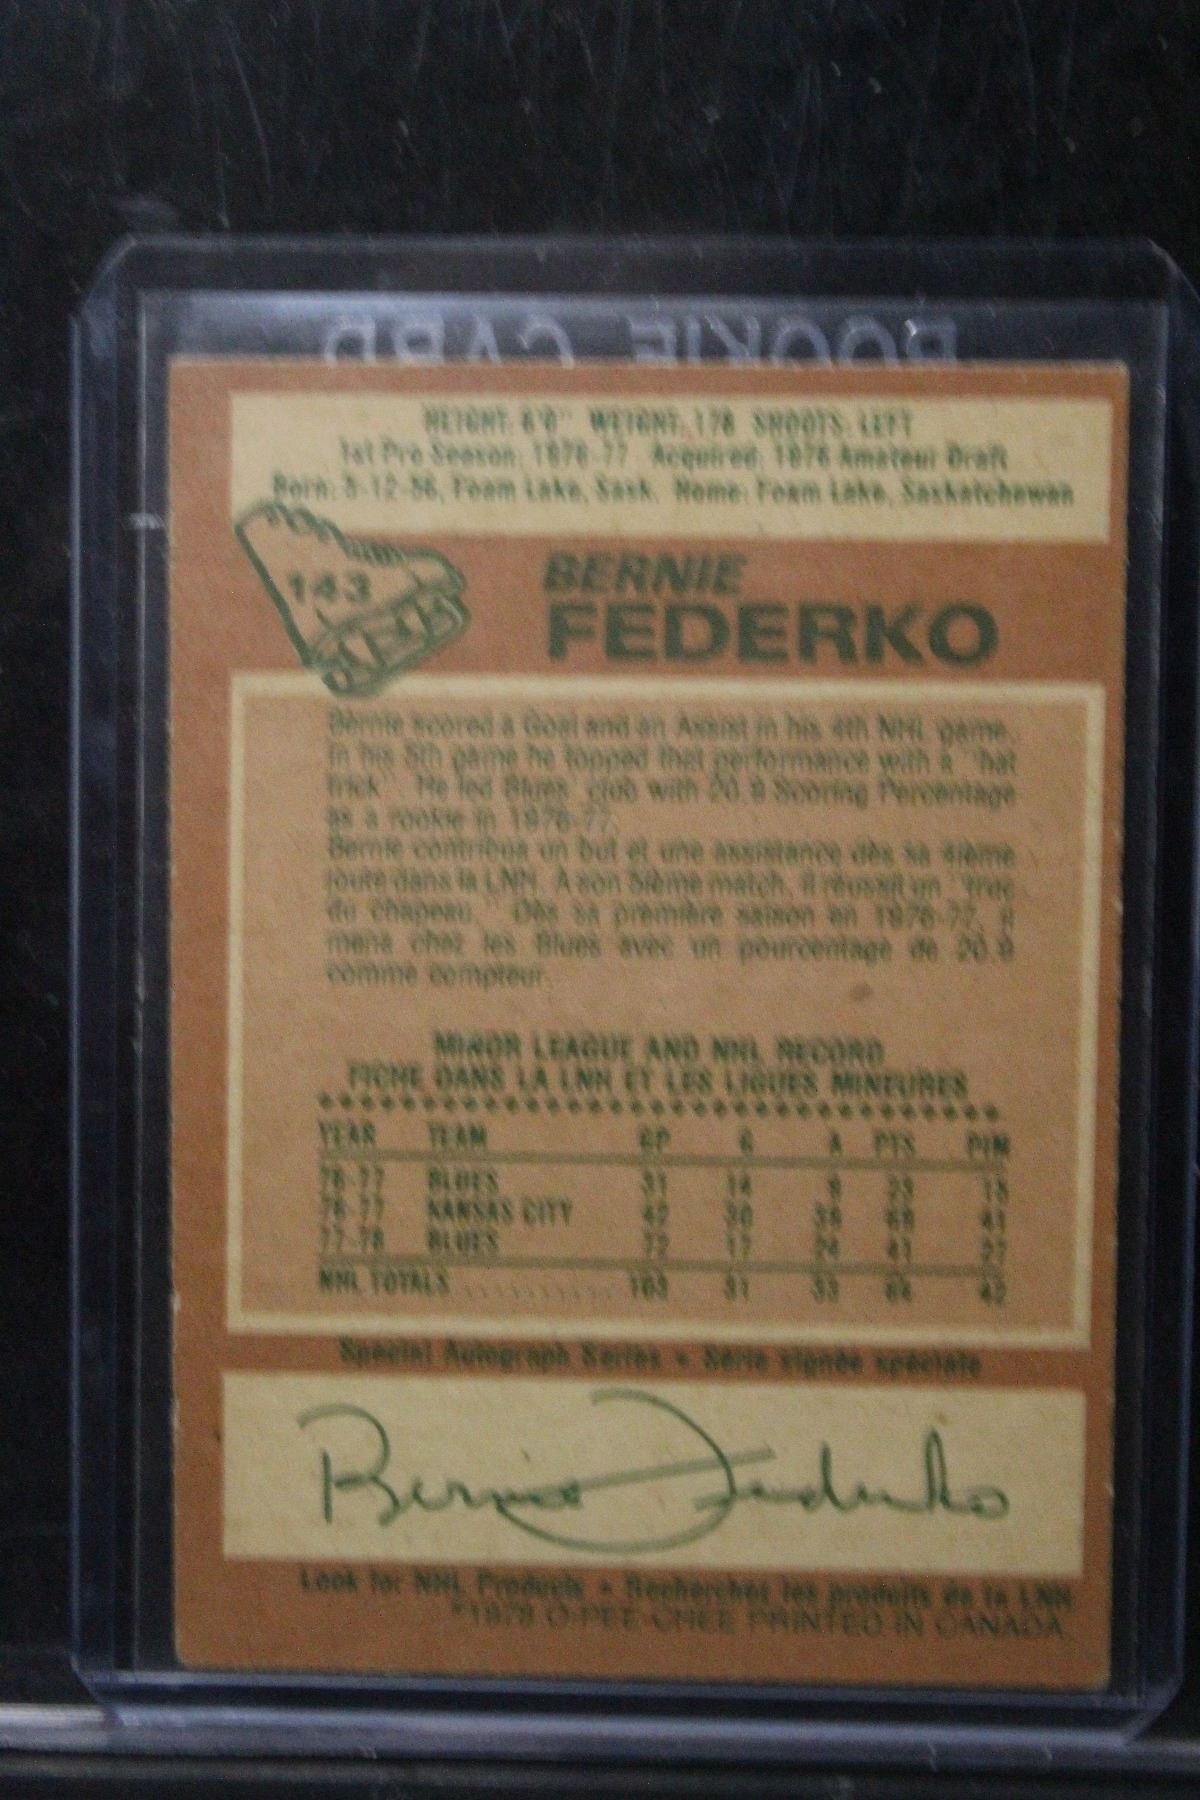 ROOKIE CARD
HEIGHT: 6'0" WEIGHT: 178 SHOOTS: LEFT
1st Pro Season: 1976-77 Acquired: 1976 Amateur Draft
Born: 5-12-56, Foam Lake, Sask. Home: Foam Lake, Saskatchewan
143
BERNIE
FEDERKO
Bernie scored a Goal and an Assist in his 4th NHL game.
In his 5th game he topped that performance with a "hat
trick". He led Blues' club with 20.9 Scoring Percentage
as a rookie in 1976-77.
Bernie contribua un but et une assistance dès sa 4ième
joute dans la LNH. A son 5ième match, il réussit un "truc
du chapeau." Dès sa première saison en 1976-77, il
mena chez les Blues avec un pourcentage de 20.9
comme compteur.
MINOR LEAGUE AND NHL RECORD
FICHE DANS LA LNH ET LES LIGUES MINEURES
YEAR TEAM GP G A PTS PIM
76-77 BLUES 31 14 9 23 15
76-77 KANSAS CITY 42 30 39 69 41
77-78 BLUES 72 17 24 41 27
NHL TOTALS .......... 103 31 33 64 42
Special Autograph Series • Série signée spéciale
Bernie Federko
Look for NHL Products • Recherchez les produits de la LNH
*1978 O-PEE-CHEE PRINTED IN CANADA